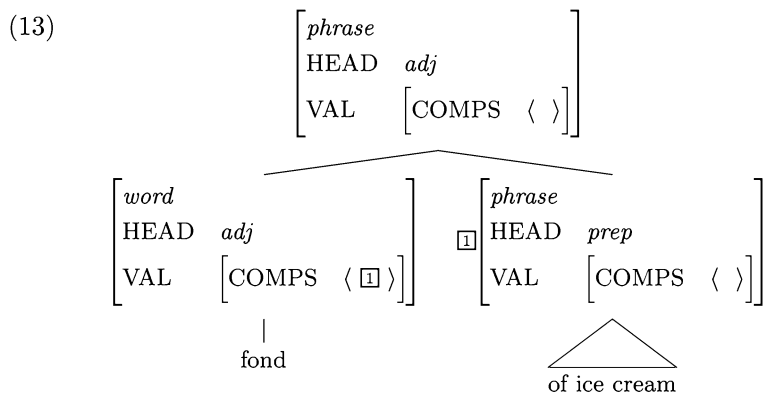 (13)
phrase
HEAD adj
VAL [COMPS ⟨ ⟩]
word
HEAD adj
VAL [COMPS ⟨ 1 ⟩]
fond
1 phrase
HEAD prep
VAL [COMPS ⟨ ⟩]
of ice cream